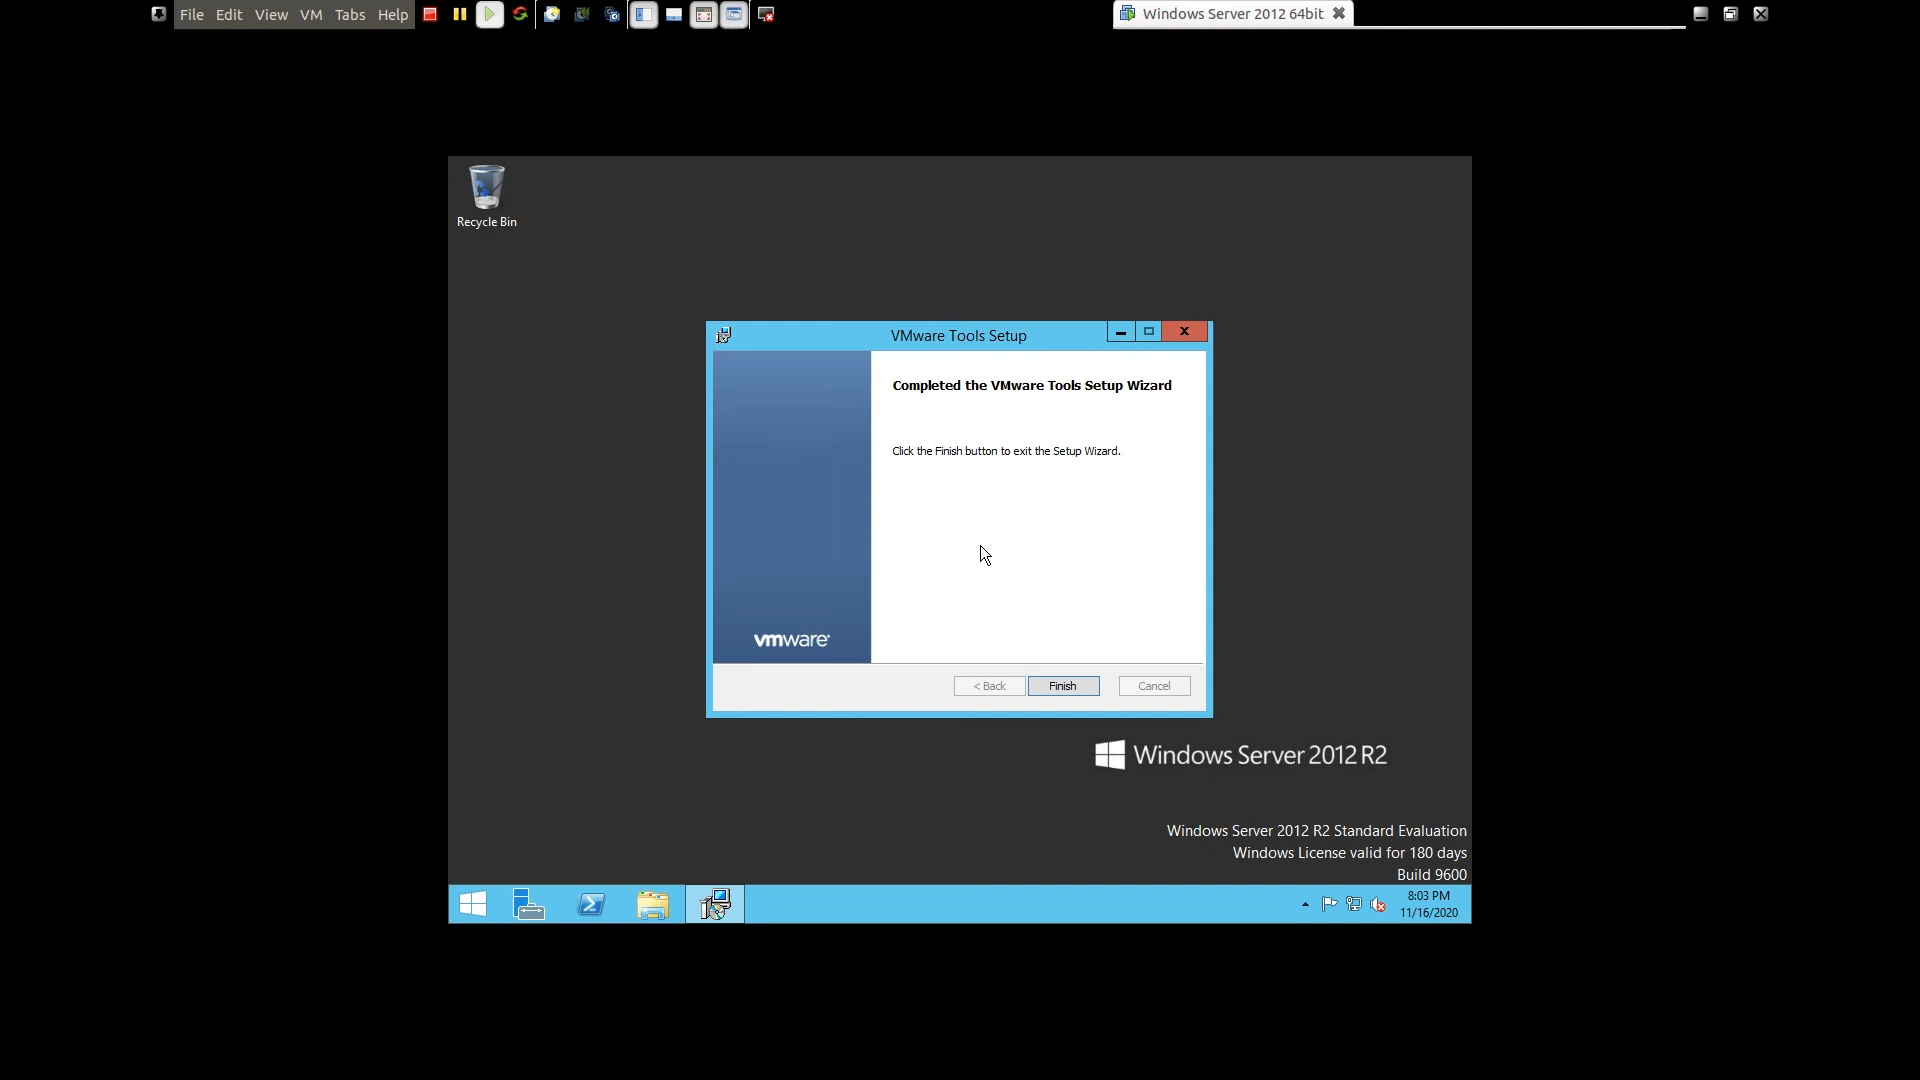 File Edit View VM Tabs Help
Windows Server 2012 64bit
Recycle Bin
VMware Tools Setup
Completed the VMware Tools Setup Wizard
Click the Finish button to exit the Setup Wizard.
vmware
< Back Finish Cancel
Windows Server 2012 R2
Windows Server 2012 R2 Standard Evaluation
Windows License valid for 180 days
Build 9600
8:03 PM
11/16/2020